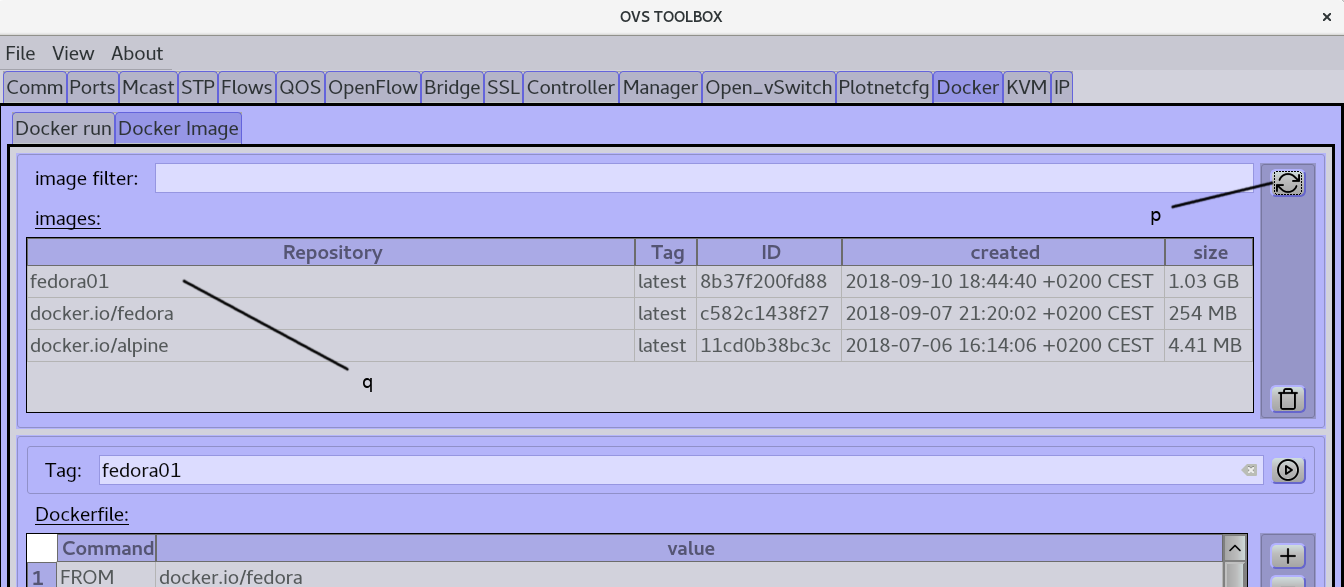 OVS TOOLBOX
File View About
Comm Ports Mcast STP Flows QOS OpenFlow Bridge SSL Controller Manager Open_vSwitch Plotnetcfg Docker KVM IP
Docker run Docker Image
image filter:
p
images:
Repository Tag ID created size
fedora01 latest 8b37f200fd88 2018-09-10 18:44:40 +0200 CEST 1.03 GB
docker.io/fedora latest c582c1438f27 2018-09-07 21:20:02 +0200 CEST 254 MB
docker.io/alpine latest 11cd0b38bc3c 2018-07-06 16:14:06 +0200 CEST 4.41 MB
q
Tag: fedora01
Dockerfile:
Command value
1 FROM docker.io/fedora